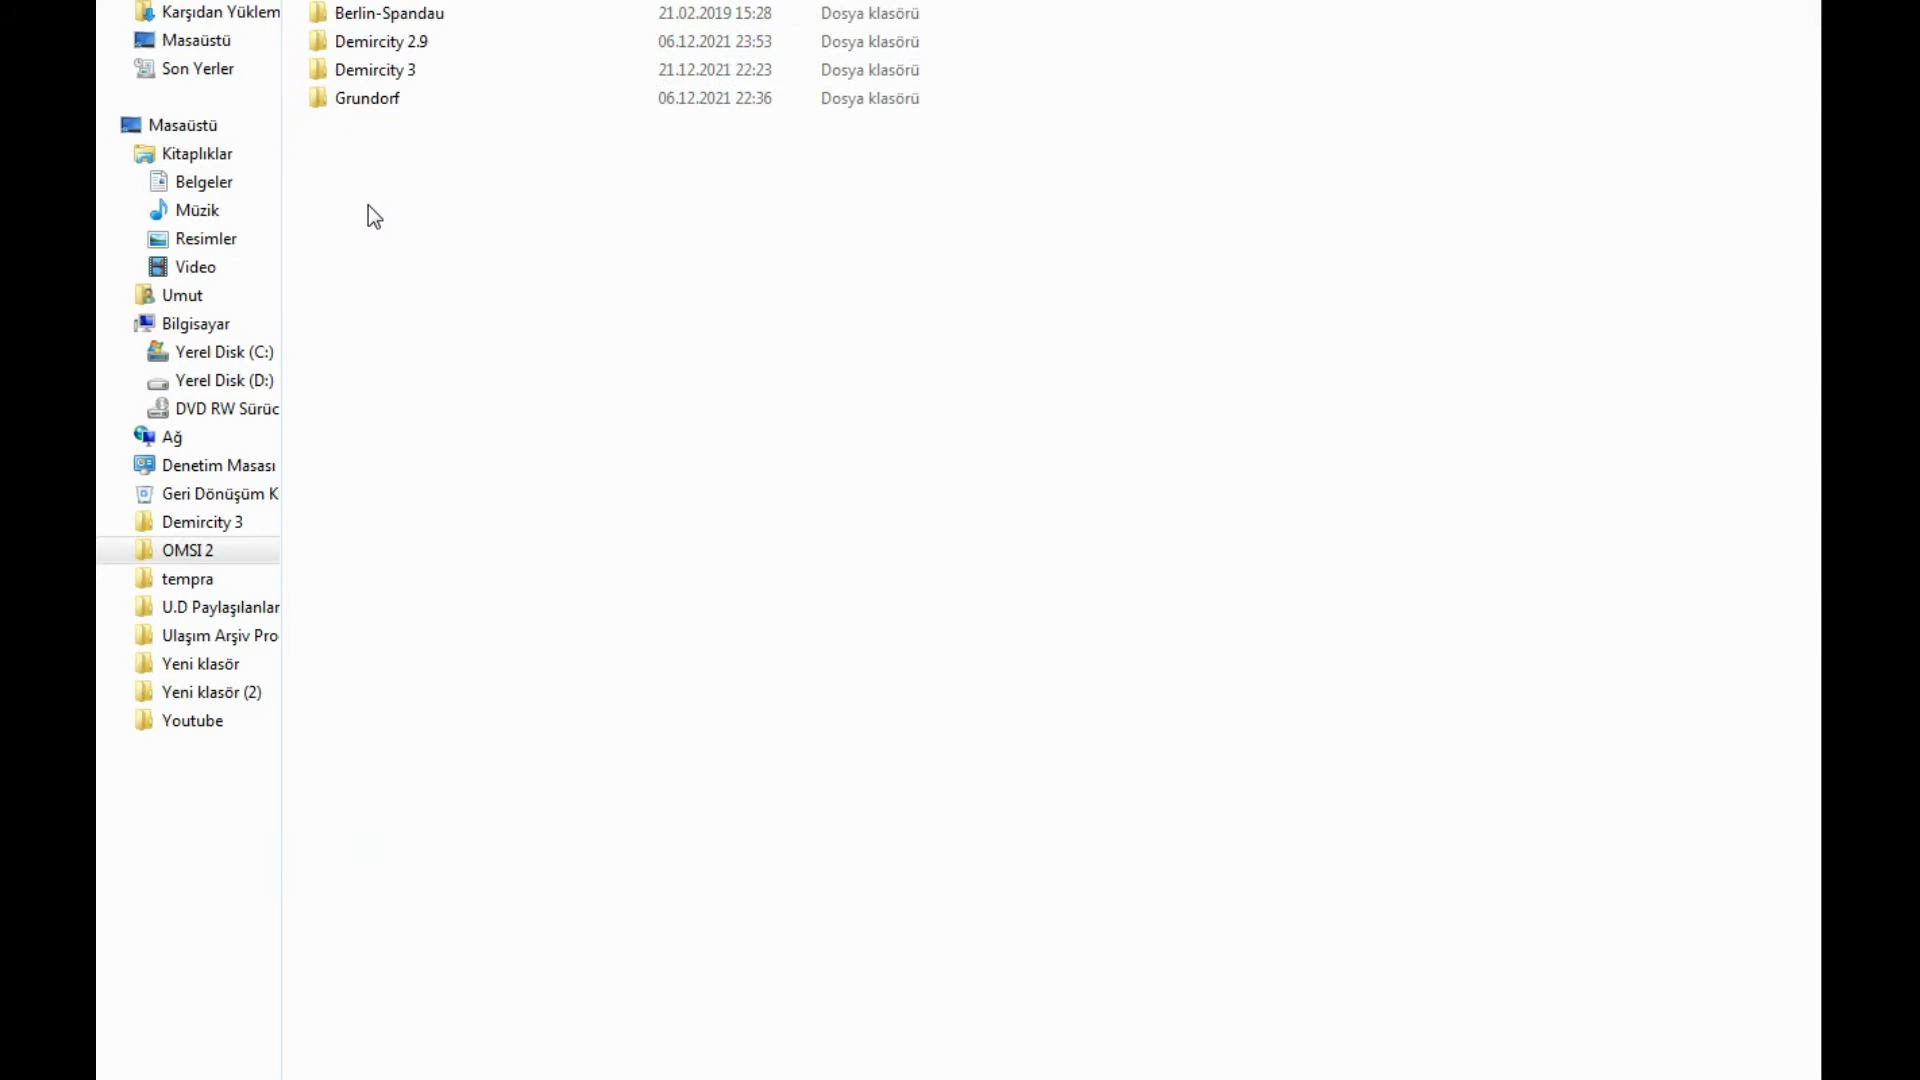 Karşıdan Yüklem
Masaüstü
Son Yerler
Masaüstü
Kitaplıklar
Belgeler
Müzik
Resimler
Video
Umut
Bilgisayar
Yerel Disk (C:)
Yerel Disk (D:)
DVD RW Sürüc
Ağ
Denetim Masası
Geri Dönüşüm K
Demircity 3
OMSI 2
tempra
U.D Paylaşılanlar
Ulaşım Arşiv Pro
Yeni klasör
Yeni klasör (2)
Youtube
Berlin-Spandau 21.02.2019 15:28 Dosya klasörü
Demircity 2.9 06.12.2021 23:53 Dosya klasörü
Demircity 3 21.12.2021 22:23 Dosya klasörü
Grundorf 06.12.2021 22:36 Dosya klasörü